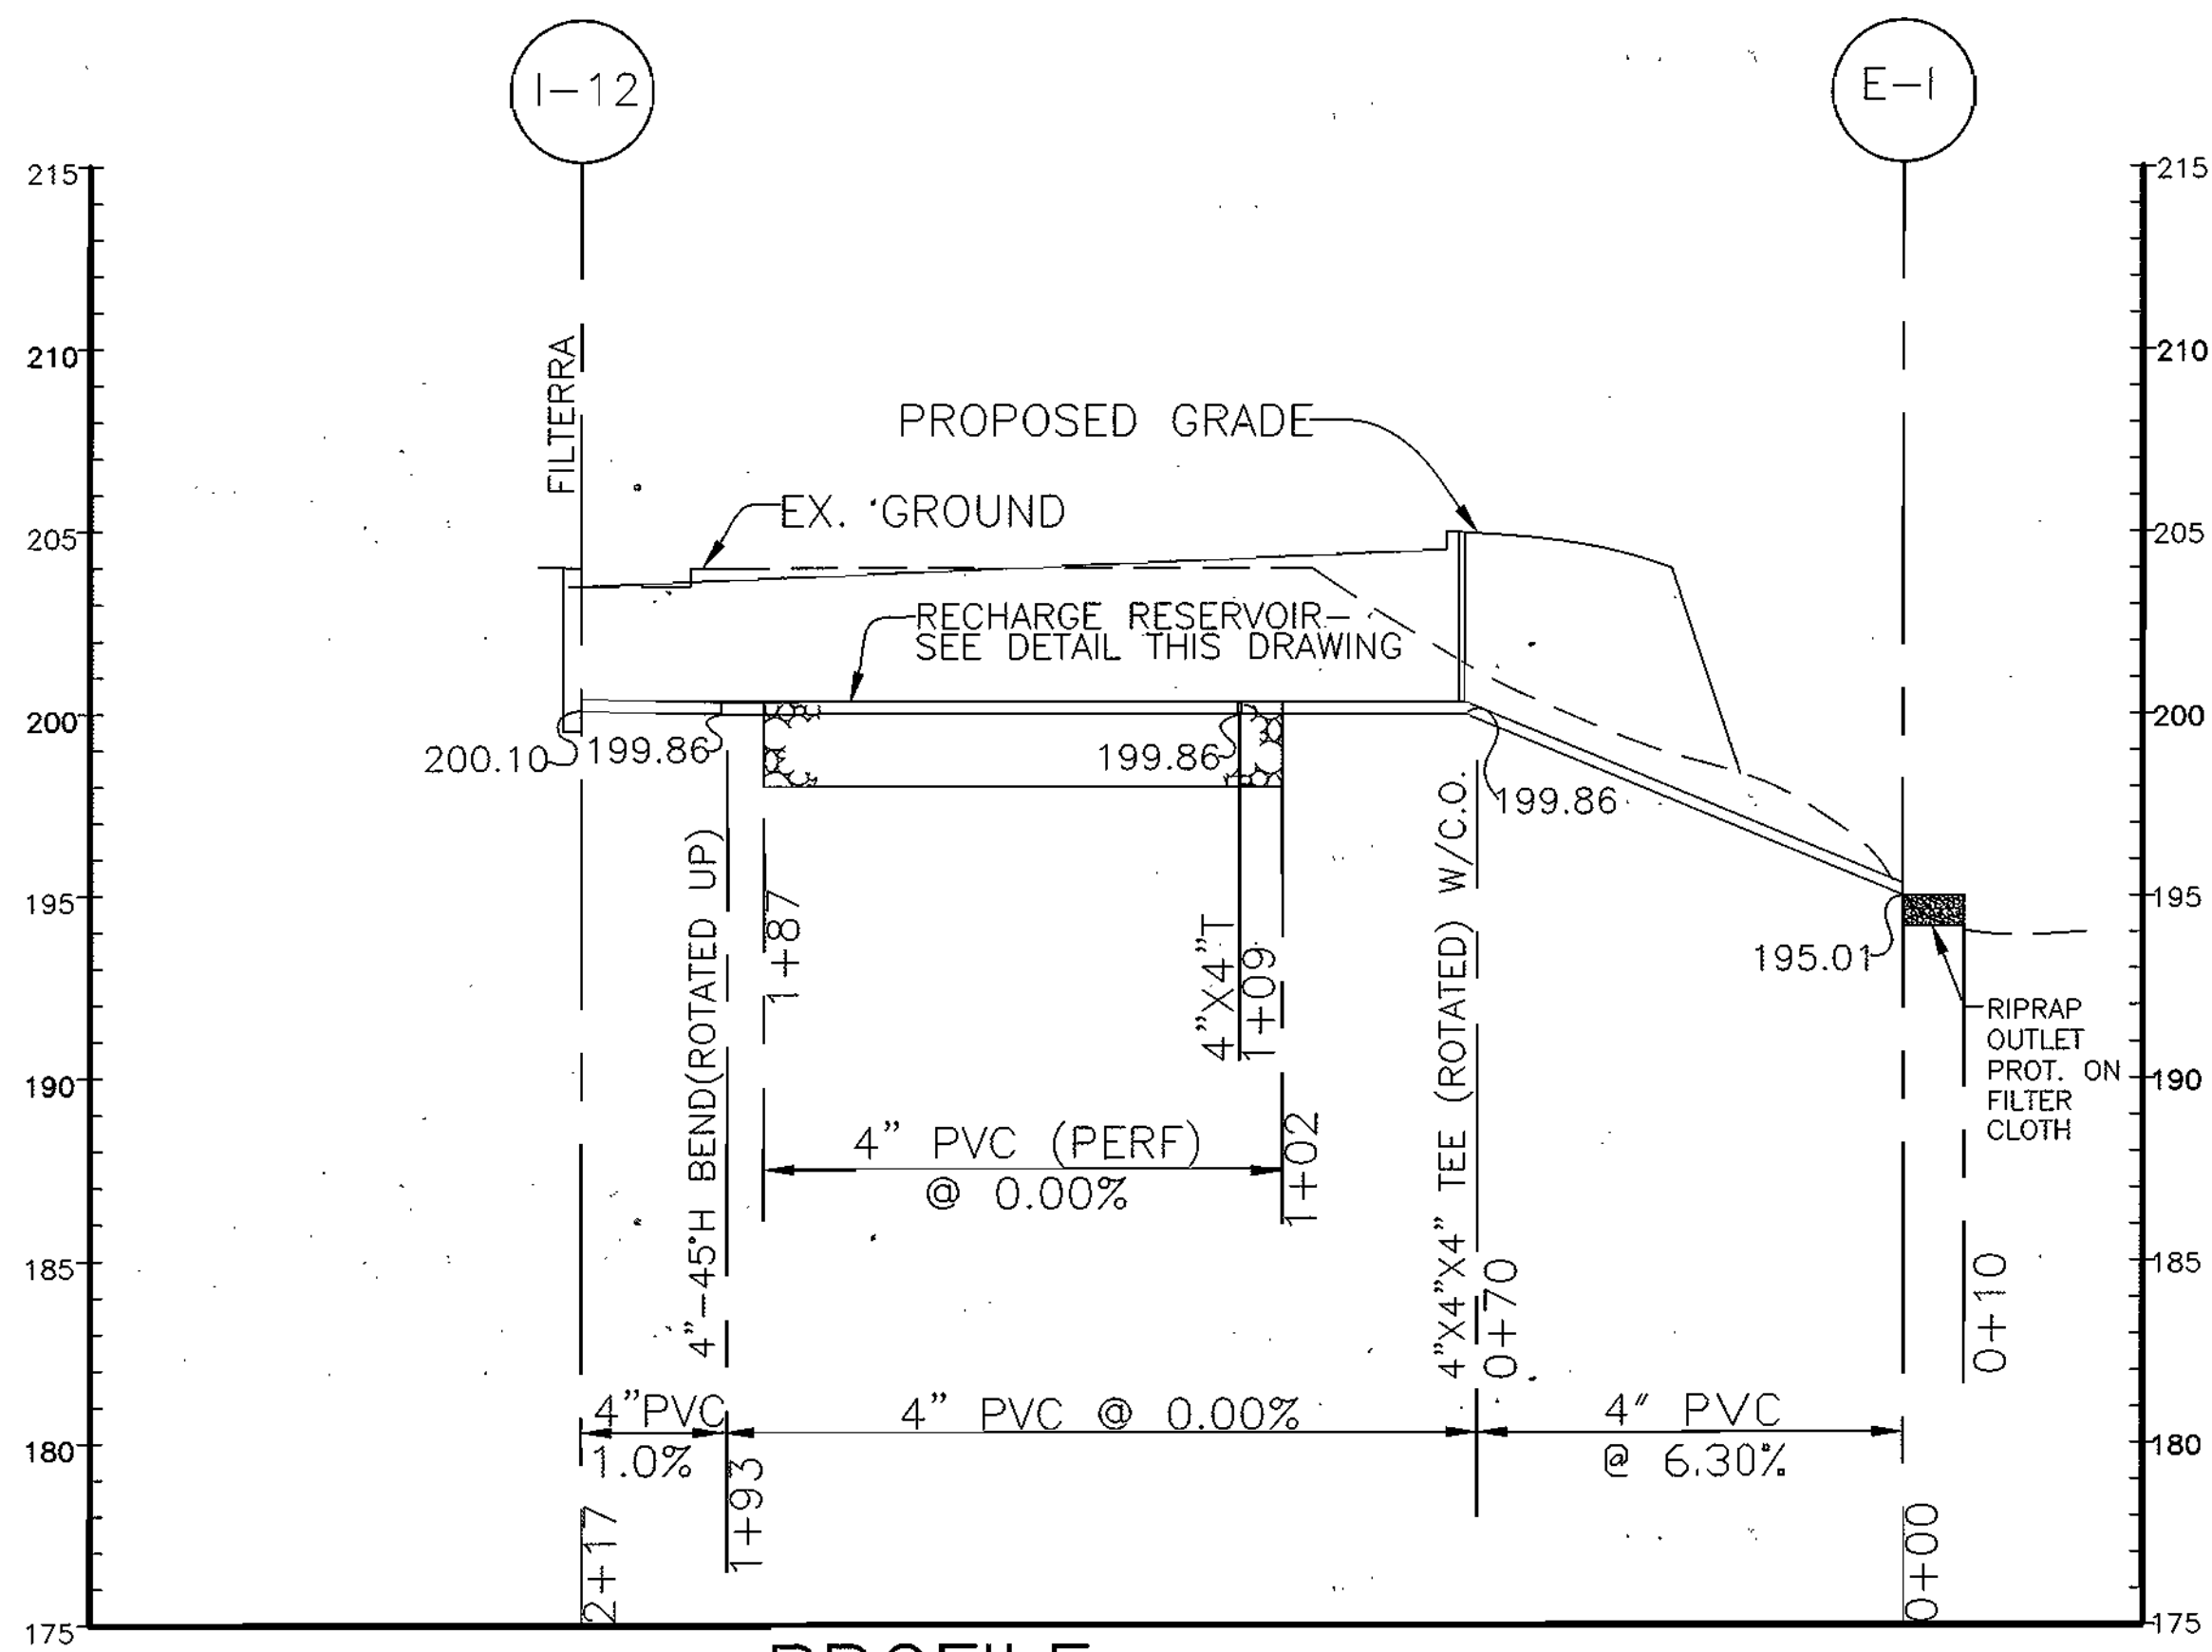 I-12
E-1
215
215
210
210
205
205
200
200
195
195
190
190
185
185
180
180
175
175
FILTERRA
PROPOSED GRADE
EX. GROUND
RECHARGE RESERVOIR-
SEE DETAIL THIS DRAWING
200.10
199.86
199.86
199.86
195.01
4"-45°H BEND(ROTATED UP)
1+87
4"X4"T
1+09
4"X4"X4" TEE (ROTATED) W/C.O.
RIPRAP
OUTLET
PROT. ON
FILTER
CLOTH
4" PVC (PERF)
@ 0.00%
1+02
0+70
0+10
4"PVC
1.0%
4" PVC @ 0.00%
4" PVC
@ 6.30%
2+17
1+93
0+00
PROFILE